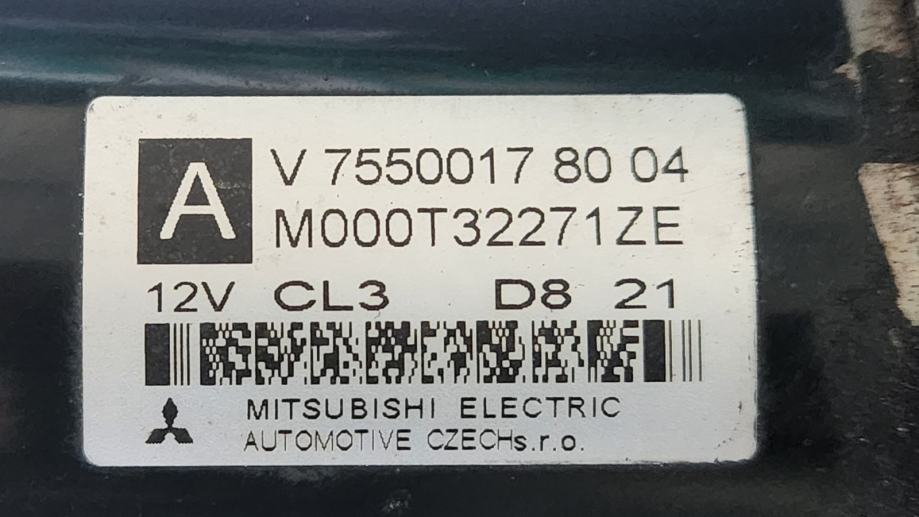 A
V 7550017 80 04
M000T32271ZE
12V CL3 D8 21
MITSUBISHI ELECTRIC
AUTOMOTIVE CZECHs.r.o.